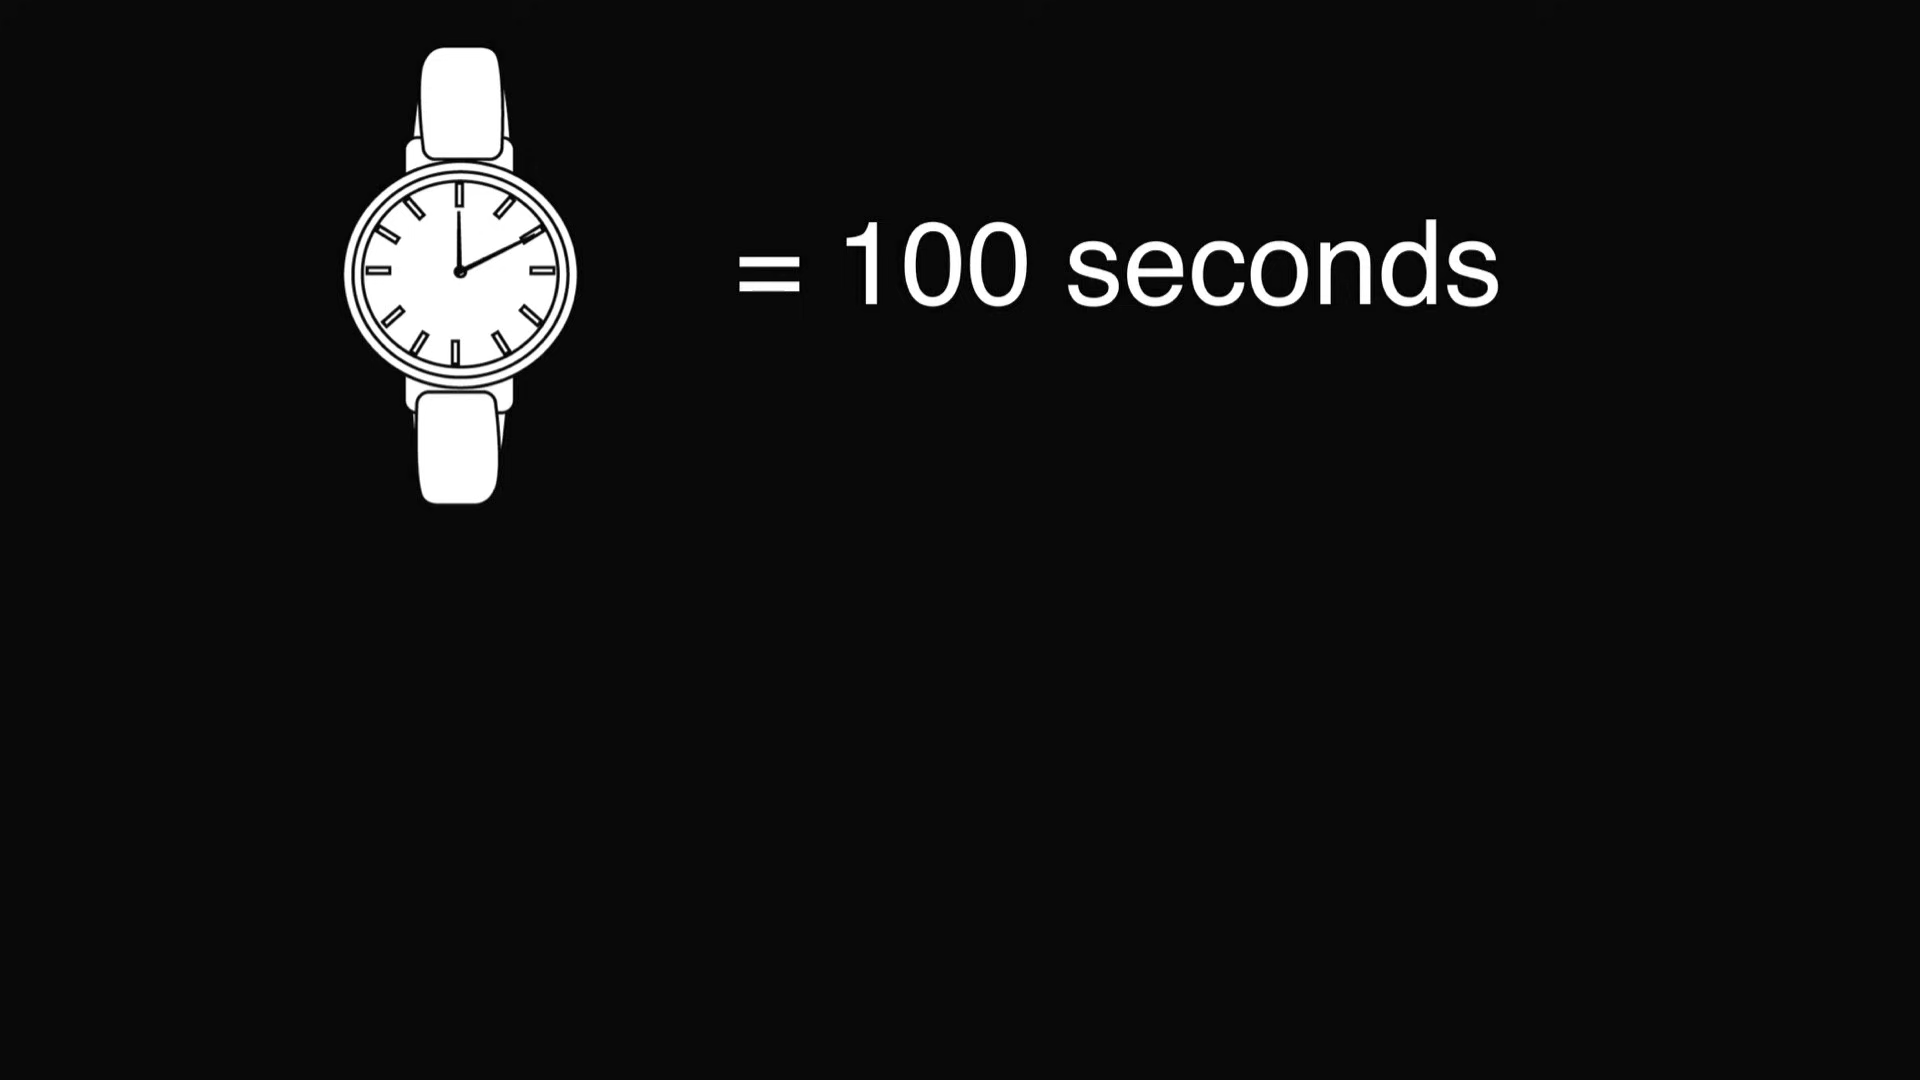 = 100 seconds